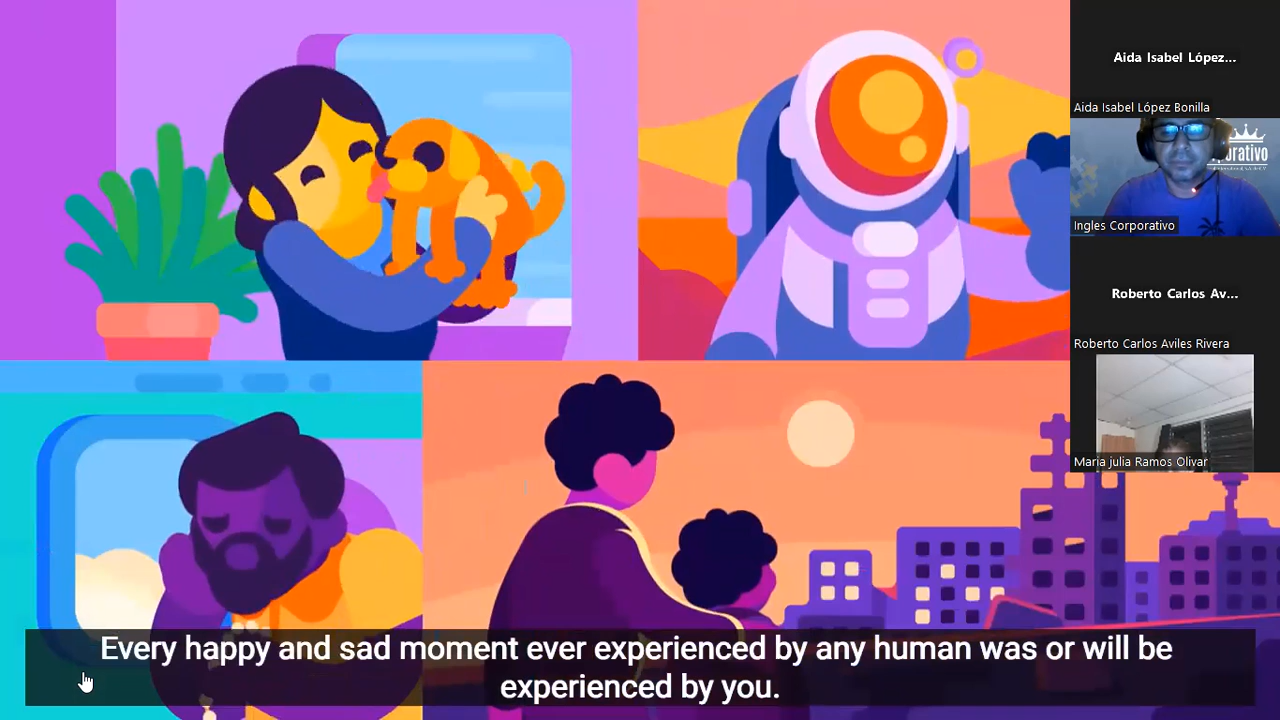 Aida Isabel López...
Aida Isabel López Bonilla
Ingles Corporativo
Roberto Carlos Av...
Roberto Carlos Aviles Rivera
Maria julia Ramos Olivar
Every happy and sad moment ever experienced by any human was or will be
experienced by you.